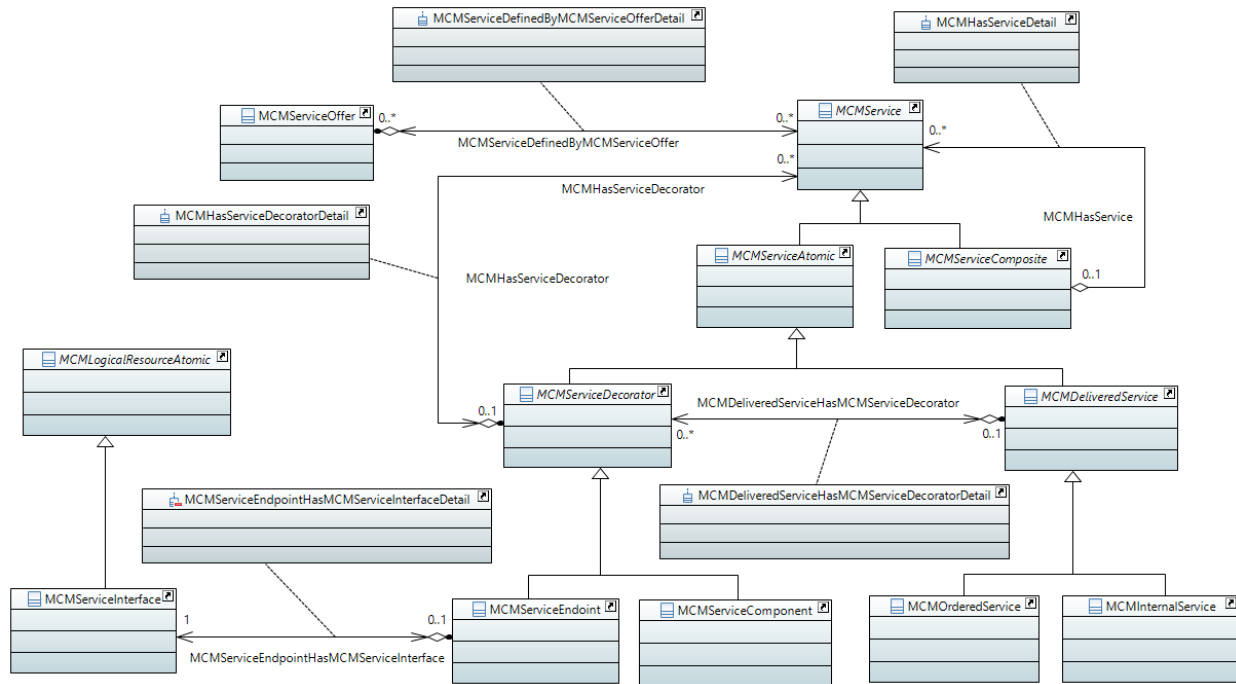 MCMServiceDefinedByMCMServiceOfferDetail
MCMHasServiceDetail
MCMServiceOffer
MCMService
0..*
0..*
0..*
MCMServiceDefinedByMCMServiceOffer
0..*
MCMHasServiceDecorator
MCMHasServiceDecoratorDetail
MCMHasService
MCMServiceAtomic
MCMServiceComposite
MCMHasServiceDecorator
0..1
MCMLogicalResourceAtomic
MCMServiceDecorator
MCMDeliveredService
MCMDeliveredServiceHasMCMServiceDecorator
0..1
0..*
0..1
MCMServiceEndpointHasMCMServiceInterfaceDetail
MCMDeliveredServiceHasMCMServiceDecoratorDetail
MCMServiceInterface
MCMServiceEndoint
MCMServiceComponent
MCMOrderedService
MCMInternalService
1
0..1
MCMServiceEndpointHasMCMServiceInterface